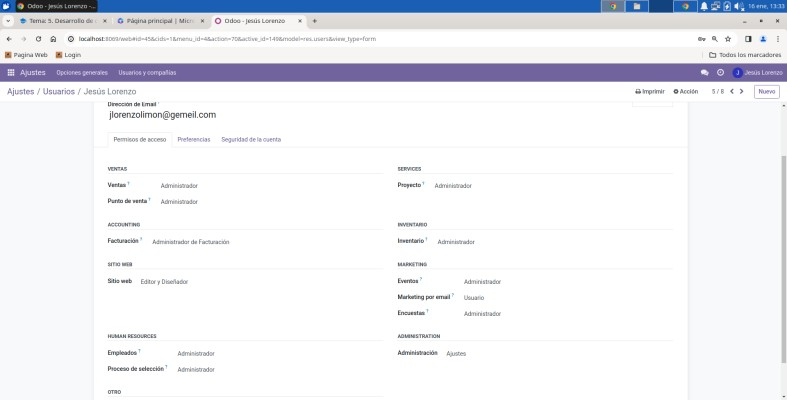 Odoo - Jesús Lorenzo - ...
16 ene, 13:33
Tema: 5. Desarrollo de
Página principal | Micr
Odoo - Jesús Lorenzo
localhost:8069/web#id=45&cids=1&menu_id=4&action=70&active_id=149&model=res.users&view_type=form
Pagina Web
Login
Todos los marcadores
Ajustes
Opciones generales
Usuarios y compañías
J
Jesús Lorenzo
Ajustes / Usuarios / Jesús Lorenzo
Imprimir
Acción
5 / 8
Nuevo
Dirección de Email
jlorenzolimon@gemeil.com
Permisos de acceso
Preferencias
Seguridad de la cuenta
VENTAS
SERVICES
Ventas ? Administrador
Proyecto ? Administrador
Punto de venta ? Administrador
ACCOUNTING
INVENTARIO
Facturación ? Administrador de Facturación
Inventario ? Administrador
SITIO WEB
MARKETING
Sitio web Editor y Diseñador
Eventos ? Administrador
Marketing por email ? Usuario
Encuestas ? Administrador
HUMAN RESOURCES
ADMINISTRATION
Empleados ? Administrador
Administración Ajustes
Proceso de selección ? Administrador
OTRO